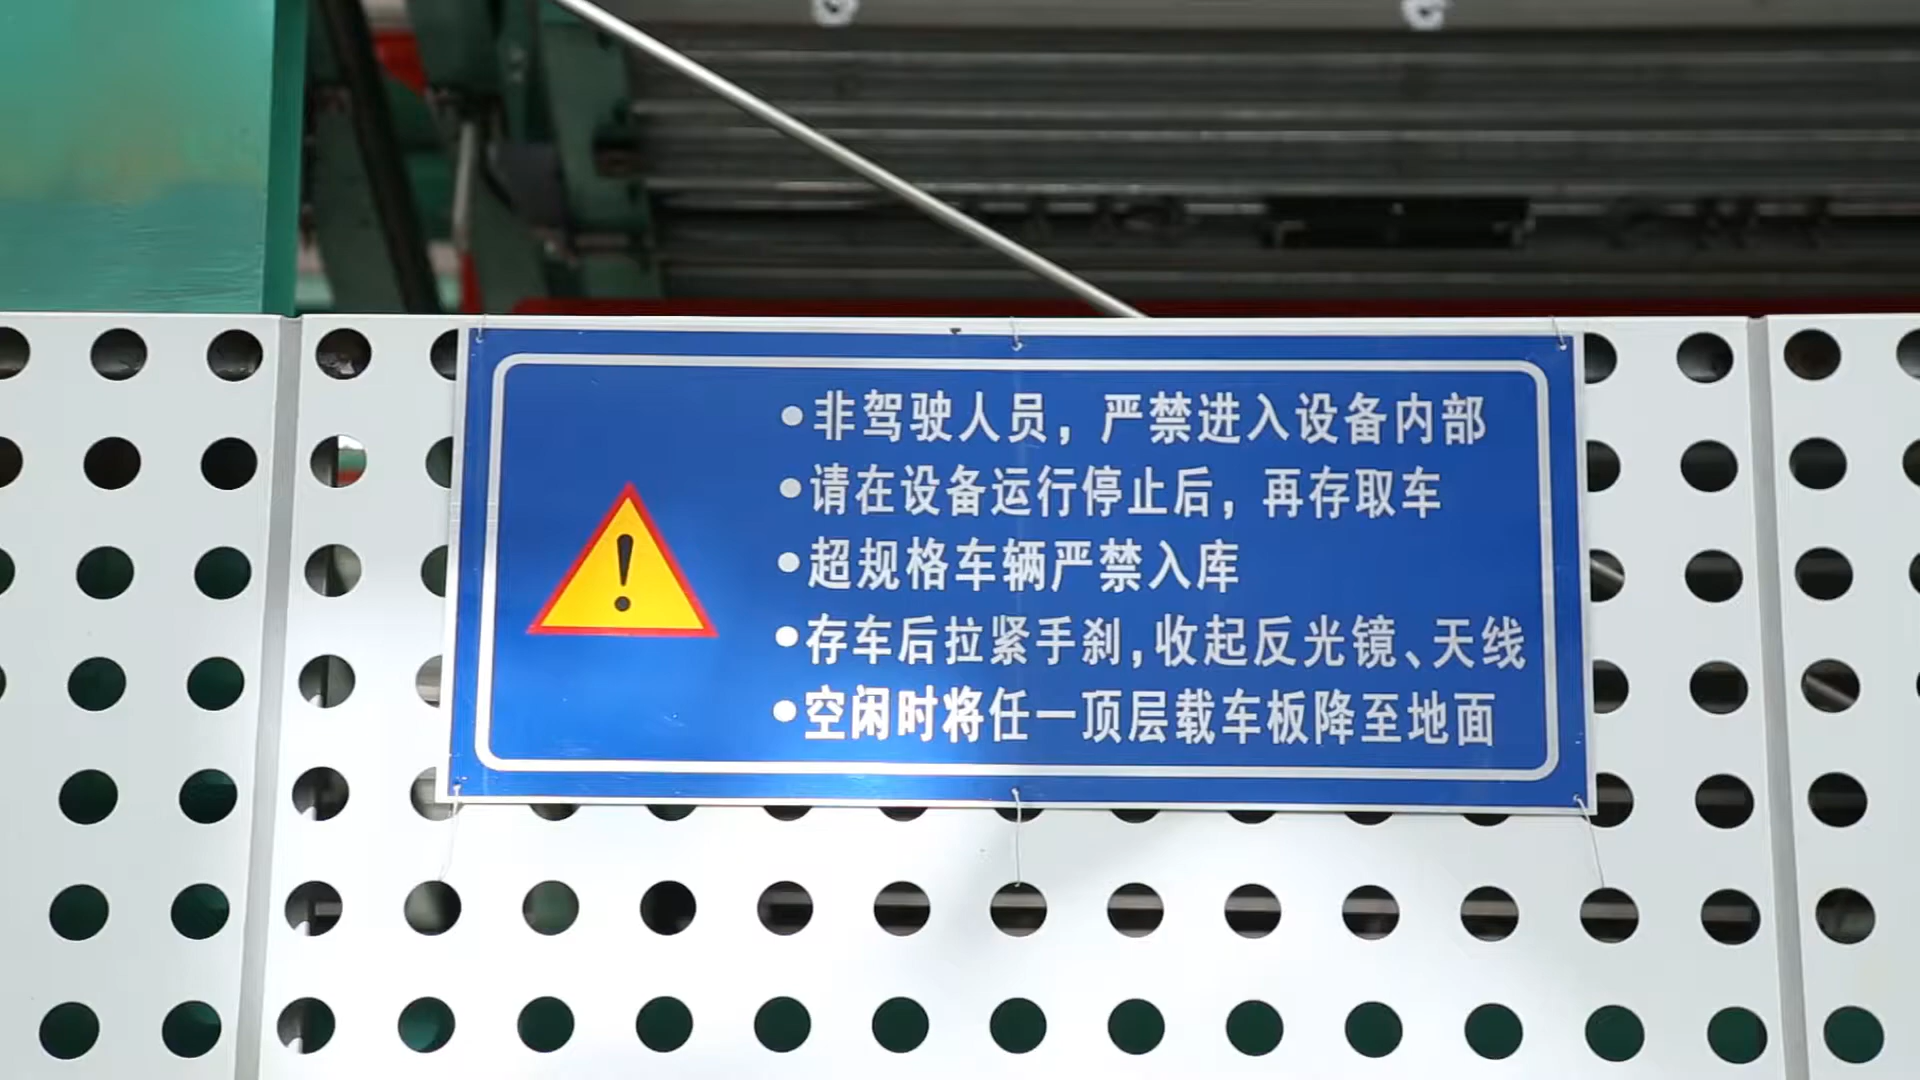 ●非驾驶人员，严禁进入设备内部
●请在设备运行停止后，再存取车
●超规格车辆严禁入库
●存车后拉紧手刹,收起反光镜、天线
●空闲时将任一顶层载车板降至地面